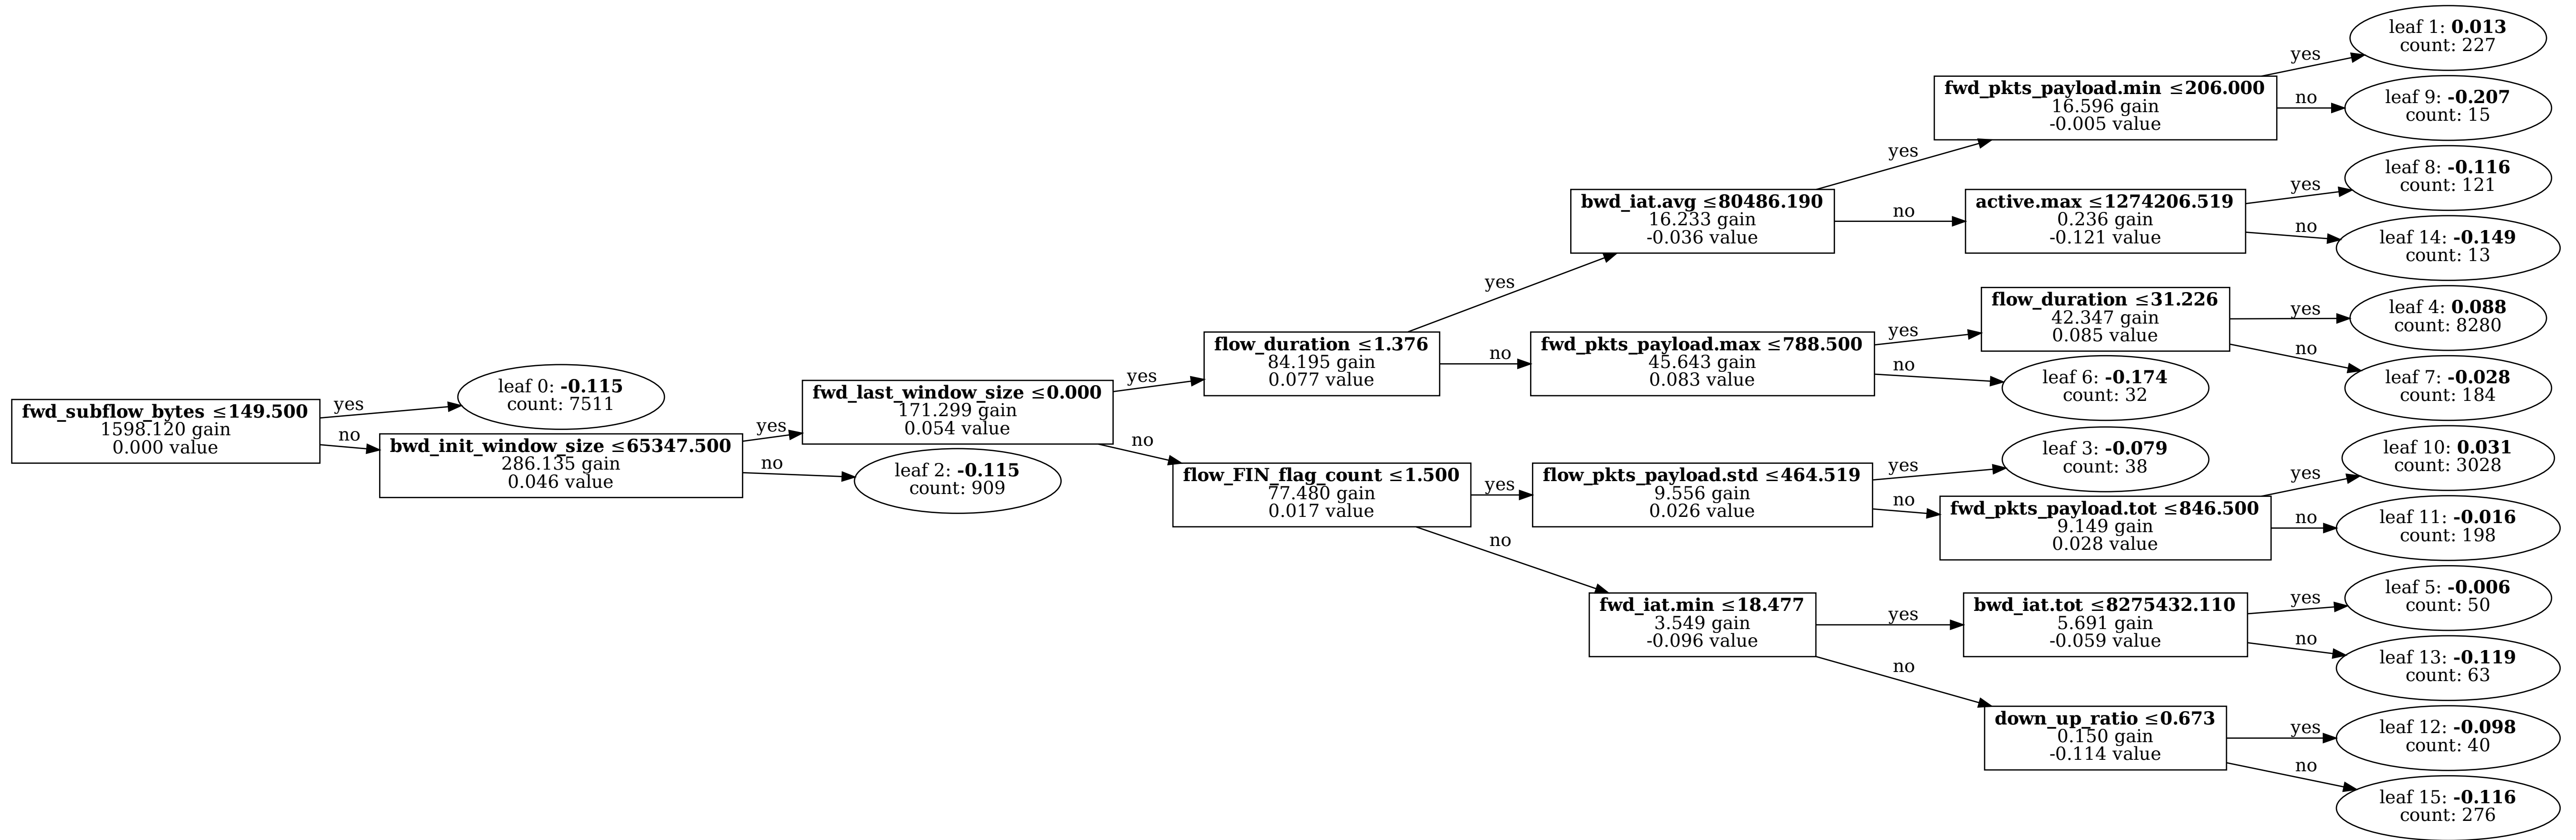 fwd_subflow_bytes ≤149.500
1598.120 gain
0.000 value
yes
no
leaf 0: -0.115
count: 7511
bwd_init_window_size ≤65347.500
286.135 gain
0.046 value
yes
no
fwd_last_window_size ≤0.000
171.299 gain
0.054 value
leaf 2: -0.115
count: 909
yes
no
flow_duration ≤1.376
84.195 gain
0.077 value
yes
no
flow_FIN_flag_count ≤1.500
77.480 gain
0.017 value
yes
no
bwd_iat.avg ≤80486.190
16.233 gain
-0.036 value
yes
no
fwd_pkts_payload.max ≤788.500
45.643 gain
0.083 value
yes
no
flow_pkts_payload.std ≤464.519
9.556 gain
0.026 value
yes
no
fwd_iat.min ≤18.477
3.549 gain
-0.096 value
yes
no
fwd_pkts_payload.min ≤206.000
16.596 gain
-0.005 value
yes
no
active.max ≤1274206.519
0.236 gain
-0.121 value
yes
no
flow_duration ≤31.226
42.347 gain
0.085 value
yes
no
leaf 6: -0.174
count: 32
leaf 3: -0.079
count: 38
fwd_pkts_payload.tot ≤846.500
9.149 gain
0.028 value
yes
no
bwd_iat.tot ≤8275432.110
5.691 gain
-0.059 value
yes
no
down_up_ratio ≤0.673
0.150 gain
-0.114 value
yes
no
leaf 1: 0.013
count: 227
leaf 9: -0.207
count: 15
leaf 8: -0.116
count: 121
leaf 14: -0.149
count: 13
leaf 4: 0.088
count: 8280
leaf 7: -0.028
count: 184
leaf 10: 0.031
count: 3028
leaf 11: -0.016
count: 198
leaf 5: -0.006
count: 50
leaf 13: -0.119
count: 63
leaf 12: -0.098
count: 40
leaf 15: -0.116
count: 276